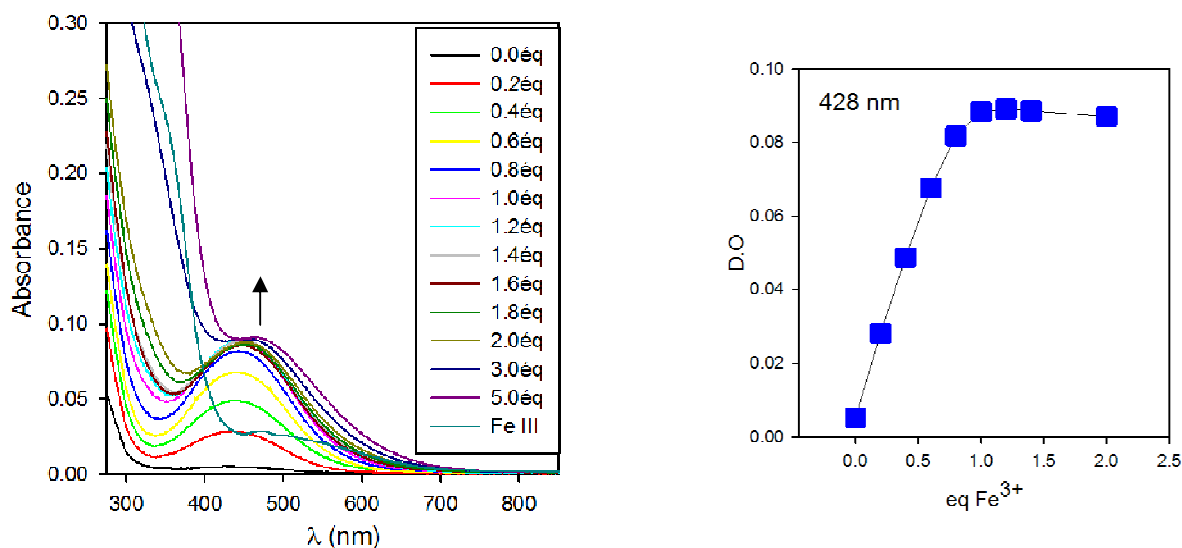 Absorbance
0.30
0.25
0.20
0.15
0.10
0.05
0.00
300 400 500 600 700 800
λ (nm)
0.0éq
0.2éq
0.4éq
0.6éq
0.8éq
1.0éq
1.2éq
1.4éq
1.6éq
1.8éq
2.0éq
3.0éq
5.0éq
Fe III
428 nm
D.O
0.10
0.08
0.06
0.04
0.02
0.00
0.0 0.5 1.0 1.5 2.0 2.5
eq Fe³⁺